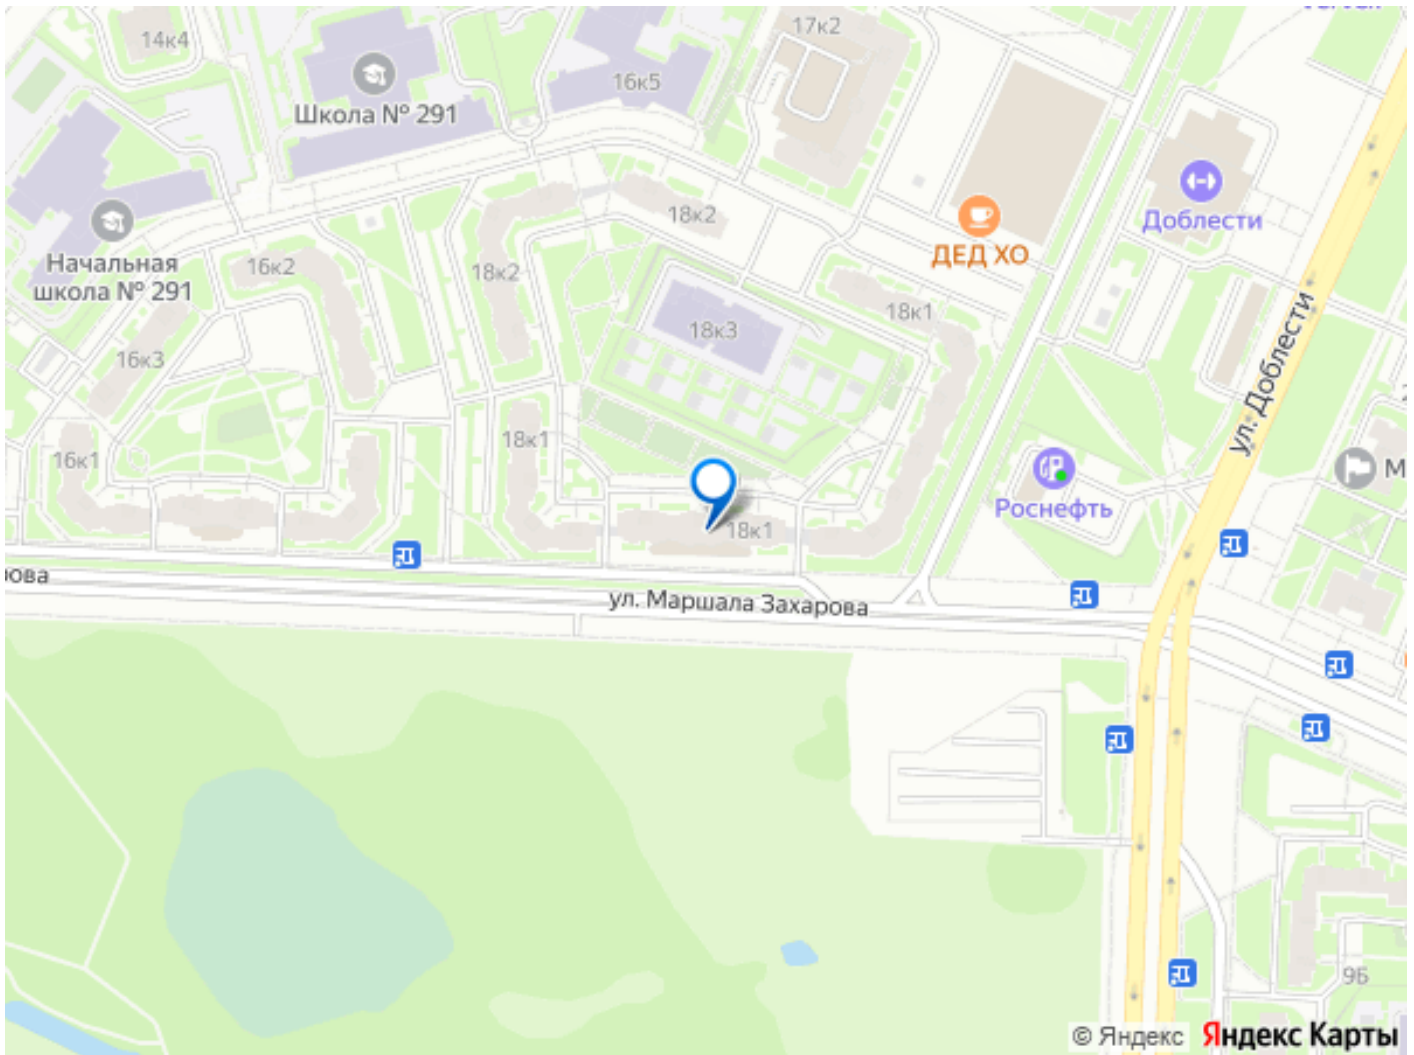 17к2
14к4
16к5
Школа № 291
Доблести
18к2
ДЕД ХО
Начальная
школа № 291
16к2
18к2
18к1
18к3
16к3
ул. Доблести
18к1
16к1
М
Роснефть
18к1
рова
ул. Маршала Захарова
9Б
© Яндекс Яндекс Карты